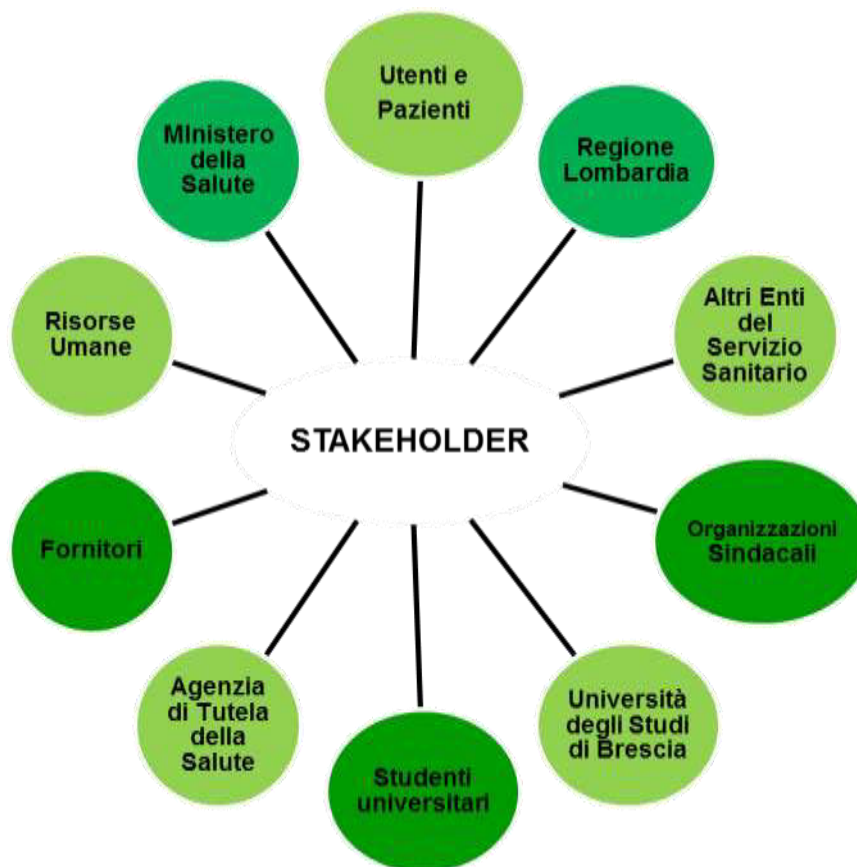 Utenti e
Pazienti
MInistero
della
Salute
Regione
Lombardia
Risorse
Umane
Altri Enti
del
Servizio
Sanitario
STAKEHOLDER
Fornitori
Organizzazioni
Sindacali
Agenzia
di Tutela
della
Salute
Università
degli Studi
di Brescia
Studenti
universitari